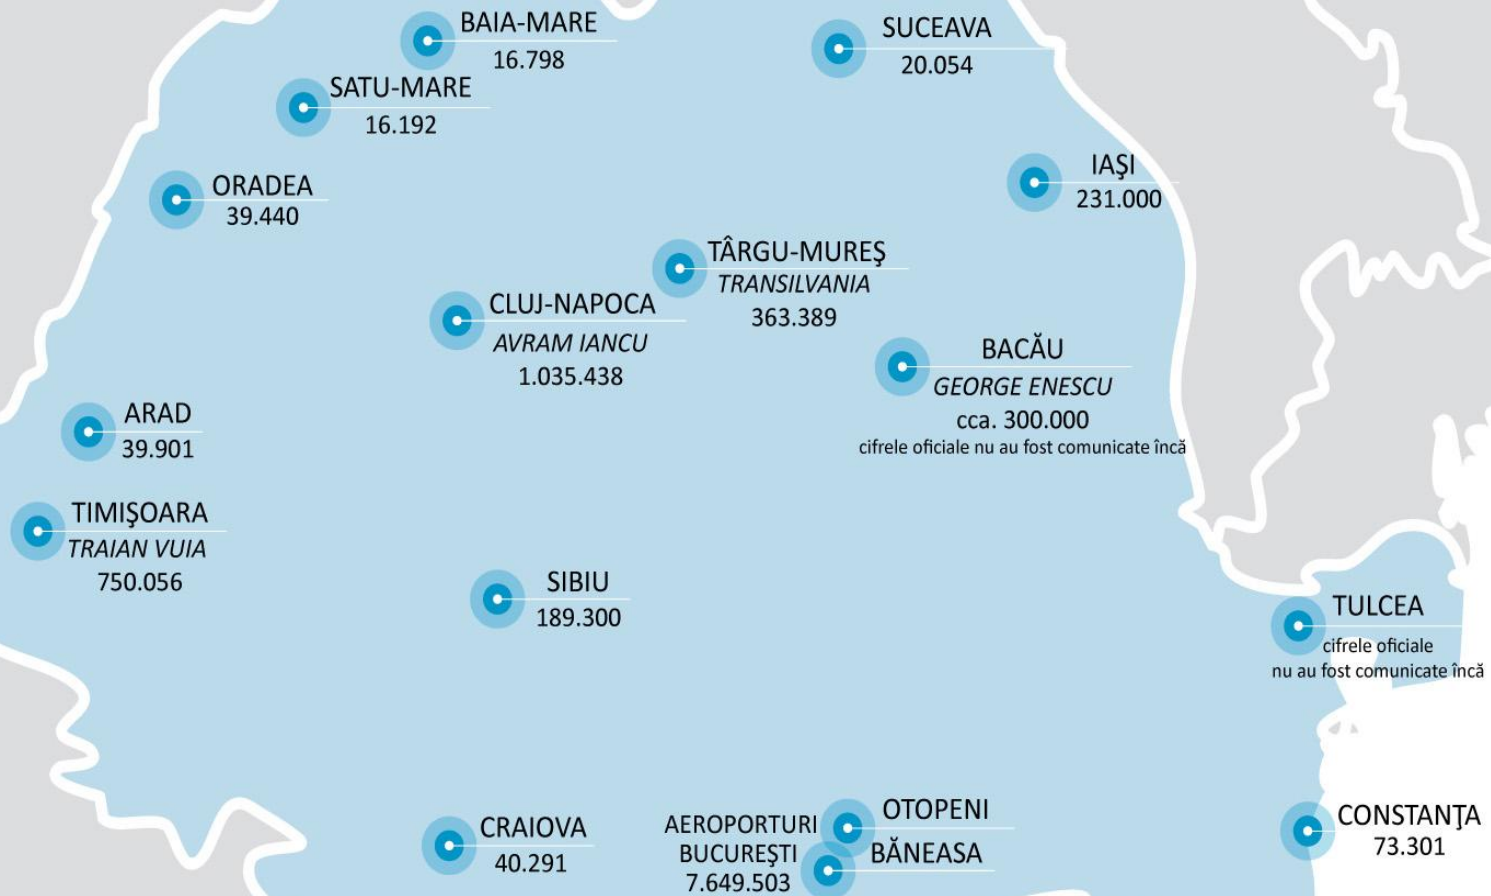 BAIA-MARE
16.798
SUCEAVA
20.054
SATU-MARE
16.192
IAŞI
231.000
ORADEA
39.440
TÂRGU-MUREŞ
TRANSILVANIA
363.389
CLUJ-NAPOCA
AVRAM IANCU
1.035.438
BACĂU
GEORGE ENESCU
cca. 300.000
cifrele oficiale nu au fost comunicate încă
ARAD
39.901
TIMIŞOARA
TRAIAN VUIA
750.056
SIBIU
189.300
TULCEA
cifrele oficiale
nu au fost comunicate încă
CRAIOVA
40.291
AEROPORTURI
BUCUREŞTI
7.649.503
OTOPENI
BĂNEASA
CONSTANŢA
73.301